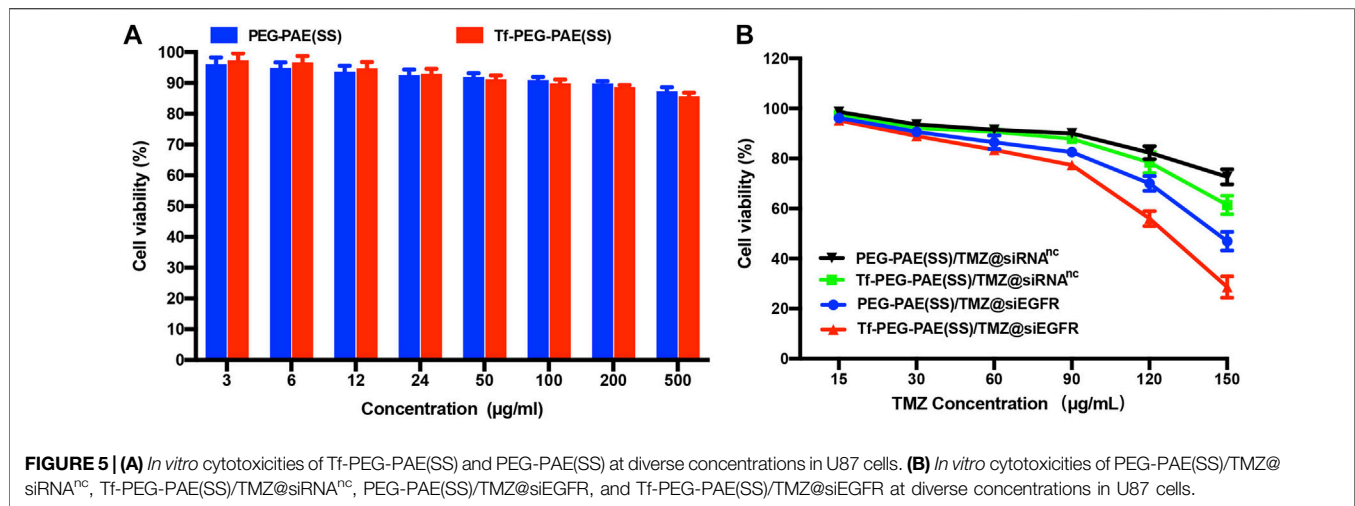 A
PEG-PAE(SS)
Tf-PEG-PAE(SS)
100
90
80
70
60
50
40
30
20
10
0
Cell viability (%)
3 6 12 24 50 100 200 500
Concentration (µg/ml)
B
120
100
80
60
40
20
0
Cell viability (%)
PEG-PAE(SS)/TMZ@siRNAnc
Tf-PEG-PAE(SS)/TMZ@siRNAnc
PEG-PAE(SS)/TMZ@siEGFR
Tf-PEG-PAE(SS)/TMZ@siEGFR
15 30 60 90 120 150
TMZ Concentration (µg/mL)
FIGURE 5 | (A) In vitro cytotoxicities of Tf-PEG-PAE(SS) and PEG-PAE(SS) at diverse concentrations in U87 cells. (B) In vitro cytotoxicities of PEG-PAE(SS)/TMZ@
siRNAnc, Tf-PEG-PAE(SS)/TMZ@siRNAnc, PEG-PAE(SS)/TMZ@siEGFR, and Tf-PEG-PAE(SS)/TMZ@siEGFR at diverse concentrations in U87 cells.